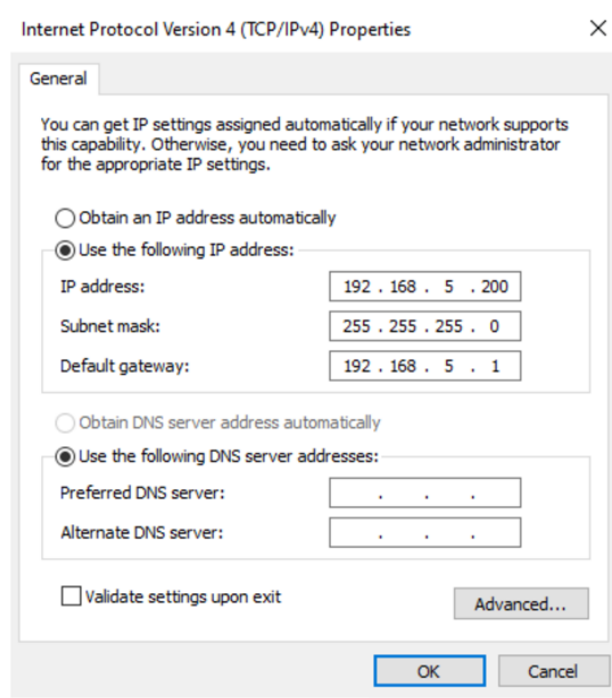 Internet Protocol Version 4 (TCP/IPv4) Properties
General
You can get IP settings assigned automatically if your network supports
this capability. Otherwise, you need to ask your network administrator
for the appropriate IP settings.
Obtain an IP address automatically
Use the following IP address:
IP address: 192 . 168 . 5 . 200
Subnet mask: 255 . 255 . 255 . 0
Default gateway: 192 . 168 . 5 . 1
Obtain DNS server address automatically
Use the following DNS server addresses:
Preferred DNS server: . . .
Alternate DNS server: . . .
Validate settings upon exit
Advanced...
OK Cancel